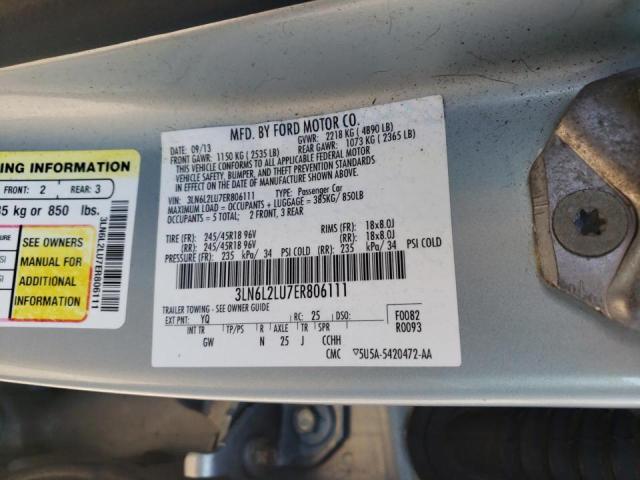 ING INFORMATION
FRONT: 2 REAR: 3
35 kg or 850 lbs.
SEE OWNERS
MANUAL FOR
ADDITIONAL
INFORMATION
3LN6L2LU7ER806111
MFD. BY FORD MOTOR CO.
DATE: 09/13 GVWR: 2218 KG ( 4890 LB)
FRONT GAWR: 1150 KG ( 2535 LB) REAR GAWR: 1073 KG ( 2365 LB)
THIS VEHICLE CONFORMS TO ALL APPLICABLE FEDERAL MOTOR
VEHICLE SAFETY, BUMPER, AND THEFT PREVENTION STANDARDS IN
EFFECT ON THE DATE OF MANUFACTURE SHOWN ABOVE.
VIN: 3LN6L2LU7ER806111 TYPE: Passenger Car
MAXIMUM LOAD = OCCUPANTS + LUGGAGE = 385KG/ 850LB
OCCUPANTS = 5 TOTAL: 2 FRONT, 3 REAR
TIRE (FR): 245/45R18 96V RIMS (FR): 18x8.0J
TIRE (RR): 245/45R18 96V (RR): 18x8.0J
PRESSURE (FR): 235 kPa/ 34 PSI COLD (RR): 235 kPa/ 34 PSI COLD
3LN6L2LU7ER806111
TRAILER TOWING - SEE OWNER GUIDE
EXT PNT: YQ RC: 25 DSO: F0082
INT TR TP/PS R AXLE TR SPR R0093
GW N 25 J CCHH
CMC 5U5A-5420472-AA